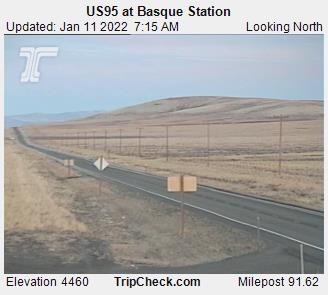 US95 at Basque Station
Updated: Jan 11 2022 7:15 AM Looking North
Elevation 4460 TripCheck.com Milepost 91.62